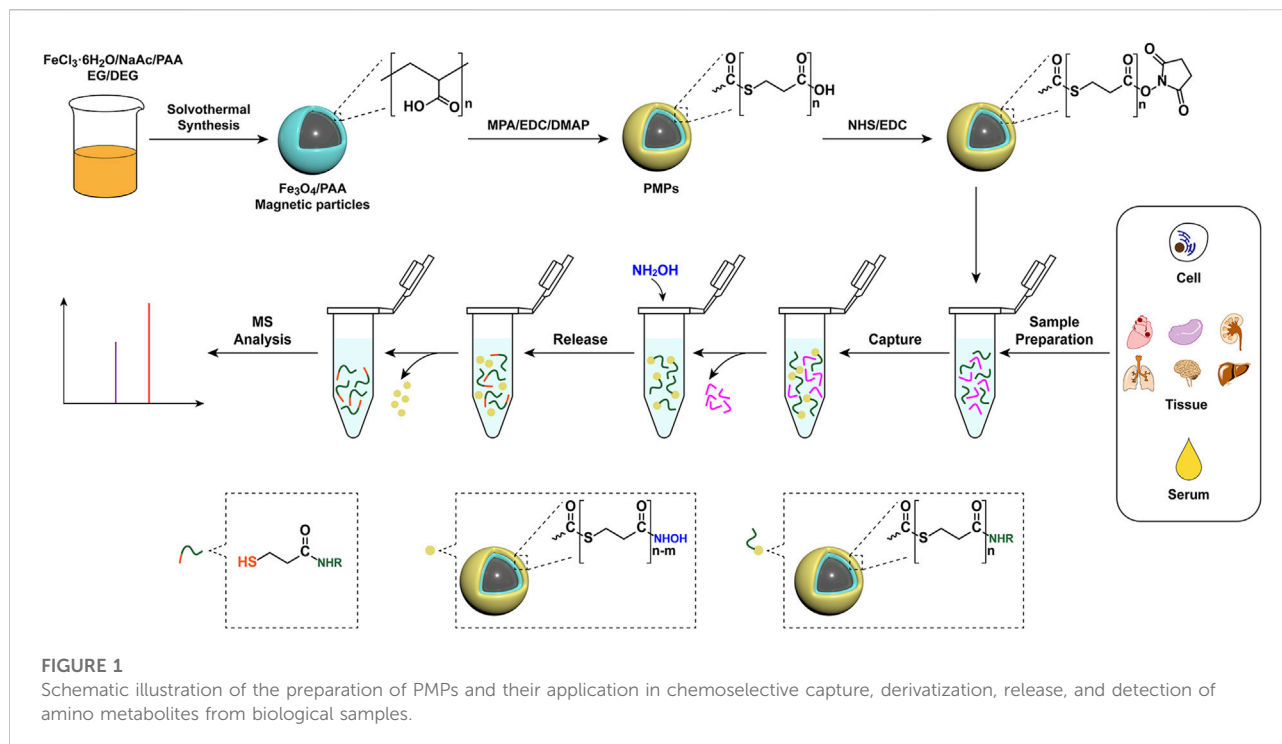 FeCl₃·6H₂O/NaAc/PAA
EG/DEG
Solvothermal
Synthesis
HO
O
n
Fe₃O₄/PAA
Magnetic particles
MPA/EDC/DMAP
O
S
O
OH
n
PMPs
NHS/EDC
O
S
O
O
N
O
O
n
Cell
Tissue
Serum
Sample
Preparation
Capture
NH₂OH
Release
MS
Analysis
HS
O
NHR
O
S
O
NHOH
n-m
O
S
O
NHR
n
FIGURE 1
Schematic illustration of the preparation of PMPs and their application in chemoselective capture, derivatization, release, and detection of
amino metabolites from biological samples.